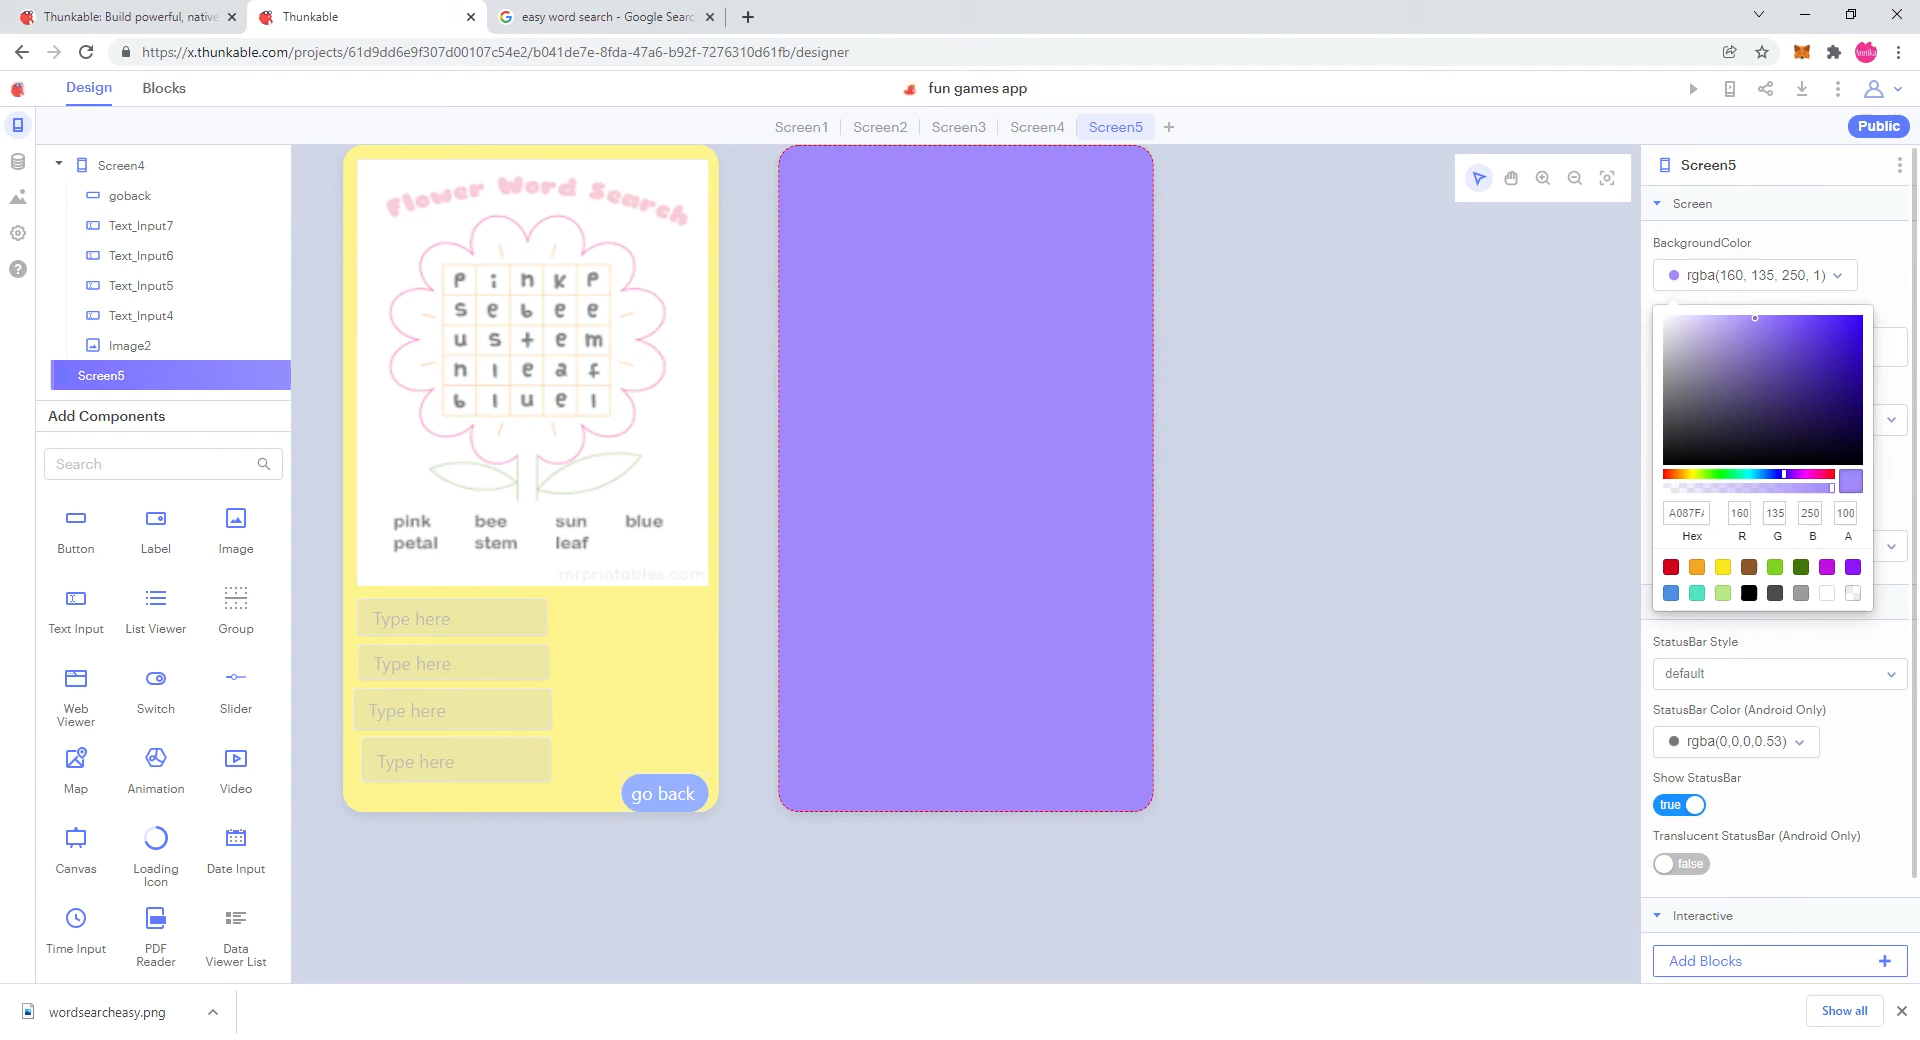 Thunkable: Build powerful, native
Thunkable
easy word search - Google Searc
https://x.thunkable.com/projects/61d9dd6e9f307d00107c54e2/b041de7e-8fda-47a6-b92f-7276310d61fb/designer
Annika
Design
Blocks
fun games app
Screen1
Screen2
Screen3
Screen4
Screen5
Public
Screen4
goback
Text_Input7
Text_Input6
Text_Input5
Text_Input4
Image2
Screen5
Add Components
Search
Button
Label
Image
Text Input
List Viewer
Group
Web
Viewer
Switch
Slider
Map
Animation
Video
Canvas
Loading
Icon
Date Input
Time Input
PDF
Reader
Data
Viewer List
Flower Word Search
p i n k p
s e b e e
u s t e m
n l e a f
b l u e l
pink bee sun blue
petal stem leaf
mrprintables.com
Type here
Type here
Type here
Type here
go back
Screen5
Screen
BackgroundColor
rgba(160, 135, 250, 1)
A087FA
160
135
250
100
Hex
R
G
B
A
StatusBar Style
default
StatusBar Color (Android Only)
rgba(0,0,0,0.53)
Show StatusBar
true
Translucent StatusBar (Android Only)
false
Interactive
Add Blocks
wordsearcheasy.png
Show all